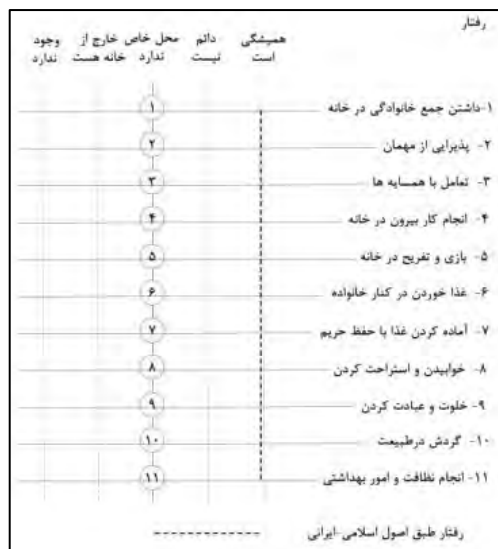 رفتار
همیشگی است
دائم نیست
محل خاص ندارد
خارج از خانه هست
وجود ندارد
۱-داشتن جمع خانوادگی در خانه ۱
۲- پذیرایی از مهمان ۲
۳- تعامل با همسایه ها ۳
۴- انجام کار بیرون در خانه ۴
۵- بازی و تفریح در خانه ۵
۶- غذا خوردن در کنار خانواده ۶
۷- آماده کردن غذا با حفظ حریم ۷
۸- خوابیدن و استراحت کردن ۸
۹- خلوت و عبادت کردن ۹
۱۰- گردش درطبیعت ۱۰
۱۱- انجام نظافت و امور بهداشتی ۱۱
رفتار طبق اصول اسلامی-ایرانی